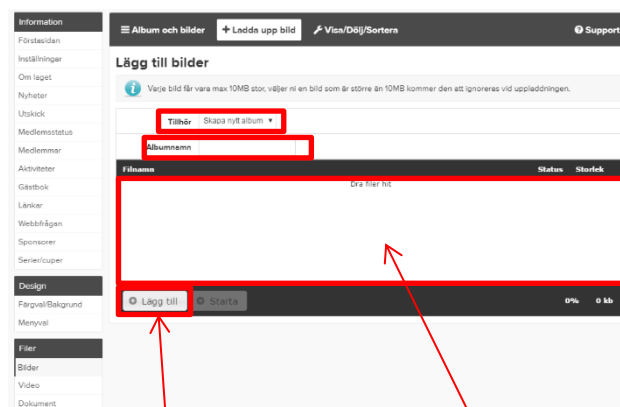 Information
Förstasidan
Inställningar
Om laget
Nyheter
Utskick
Medlemsstatus
Medlemmar
Aktiviteter
Gästbok
Länkar
Webbfrågan
Sponsorer
Serier/cuper
Design
Färgval/Bakgrund
Menyval
Filer
Bilder
Video
Dokument
Album och bilder Ladda upp bild Visa/Dölj/Sortera Support
Lägg till bilder
Varje bild får vara max 10MB stor, väljer ni en bild som är större än 10MB kommer den att ignoreras vid uppladdningen.
Tillhör Skapa nytt album
Albumnamn
Filnamn Status Storlek
Dra filer hit
Lägg till Starta 0% 0 kb